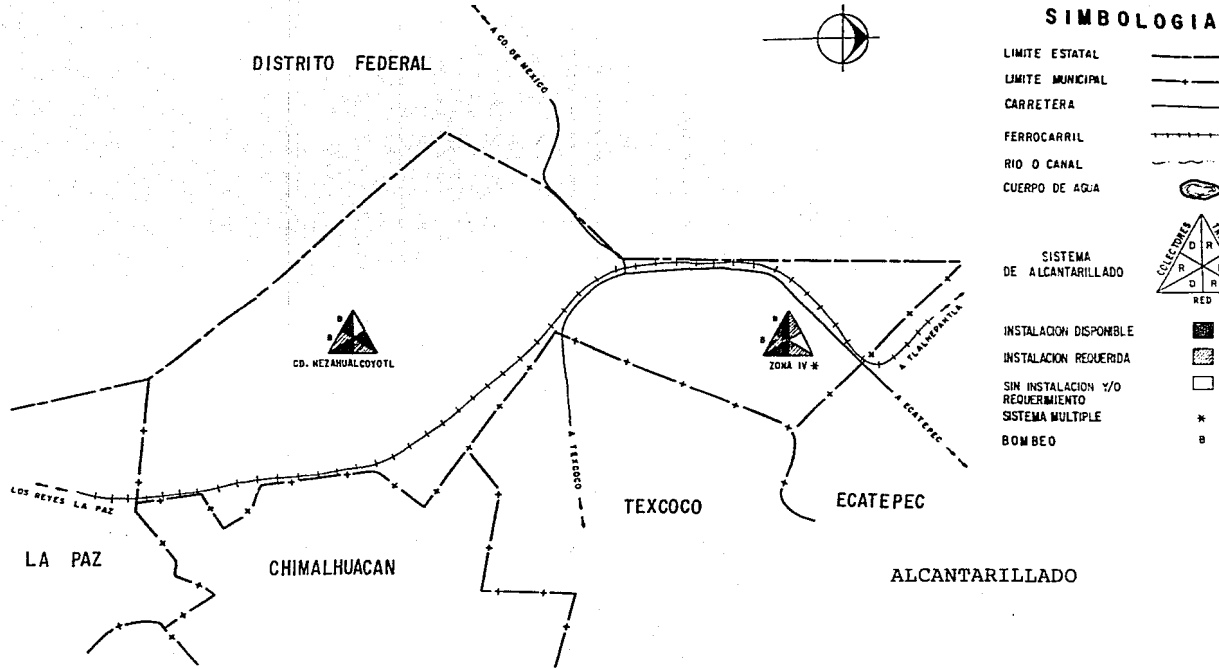 DISTRITO FEDERAL
A CD. DE MEXICO
B
B
CD. NEZAHUALCOYOTL
B
B
ZONA IV *
A TLALNEPANTLA
A ECATEPEC
A TEXCOCO
LOS REYES LA PAZ
LA PAZ
CHIMALHUACAN
TEXCOCO
ECATEPEC
ALCANTARILLADO
SIMBOLOGIA
LIMITE ESTATAL
LIMITE MUNICIPAL
CARRETERA
FERROCARRIL
RIO O CANAL
CUERPO DE AGUA
SISTEMA
DE ALCANTARILLADO
COLECTORES
D R
R
D R
RED
INSTALACION DISPONIBLE
INSTALACION REQUERIDA
SIN INSTALACION Y/O
REQUERIMIENTO
SISTEMA MULTIPLE *
BOMBEO B